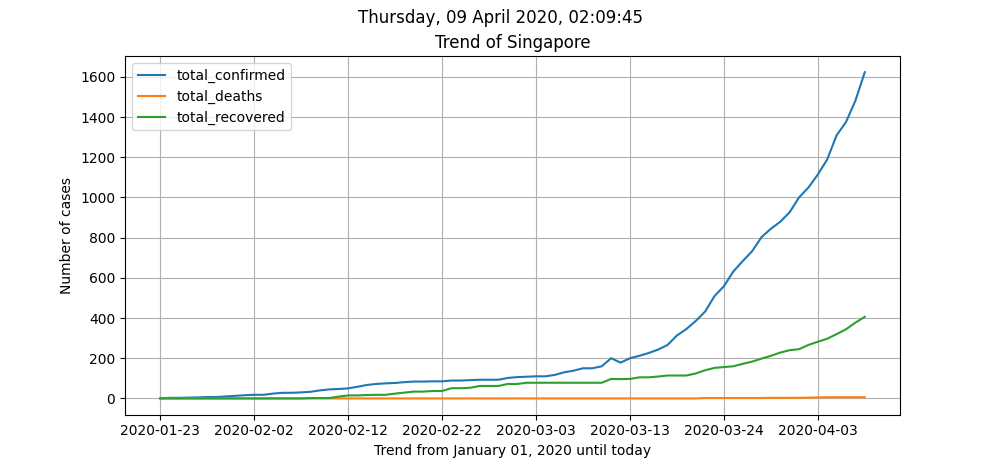 Thursday, 09 April 2020, 02:09:45
Trend of Singapore
total_confirmed
total_deaths
total_recovered
1600
1400
1200
1000
800
600
400
200
0
Number of cases
2020-01-23 2020-02-02 2020-02-12 2020-02-22 2020-03-03 2020-03-13 2020-03-24 2020-04-03
Trend from January 01, 2020 until today